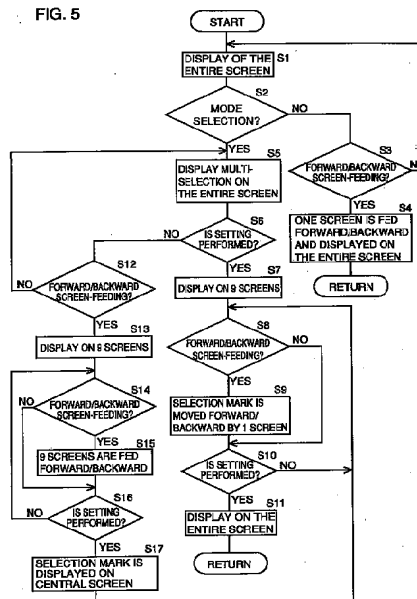 FIG. 5
START
DISPLAY OF THE
ENTIRE SCREEN
S1
S2
MODE
SELECTION?
NO
YES
S5
DISPLAY MULTI-
SELECTION ON
THE ENTIRE SCREEN
S3
FORWARD/BACKWARD
SCREEN-FEEDING?
NO
YES
S4
ONE SCREEN IS FED
FORWARD/BACKWARD
AND DISPLAYED ON
THE ENTIRE SCREEN
RETURN
S6
IS SETTING
PERFORMED?
NO
YES
S7
DISPLAY ON 9 SCREENS
S12
FORWARD/BACKWARD
SCREEN-FEEDING?
NO
YES
S13
DISPLAY ON 9 SCREENS
S8
FORWARD/BACKWARD
SCREEN-FEEDING?
NO
YES
S9
SELECTION MARK IS
MOVED FORWARD/
BACKWARD BY 1 SCREEN
S14
FORWARD/BACKWARD
SCREEN-FEEDING?
NO
YES
S15
9 SCREENS ARE FED
FORWARD/BACKWARD
S10
IS SETTING
PERFORMED?
NO
YES
S11
DISPLAY ON THE
ENTIRE SCREEN
RETURN
S16
IS SETTING
PERFORMED?
NO
YES
S17
SELECTION MARK IS
DISPLAYED ON
CENTRAL SCREEN